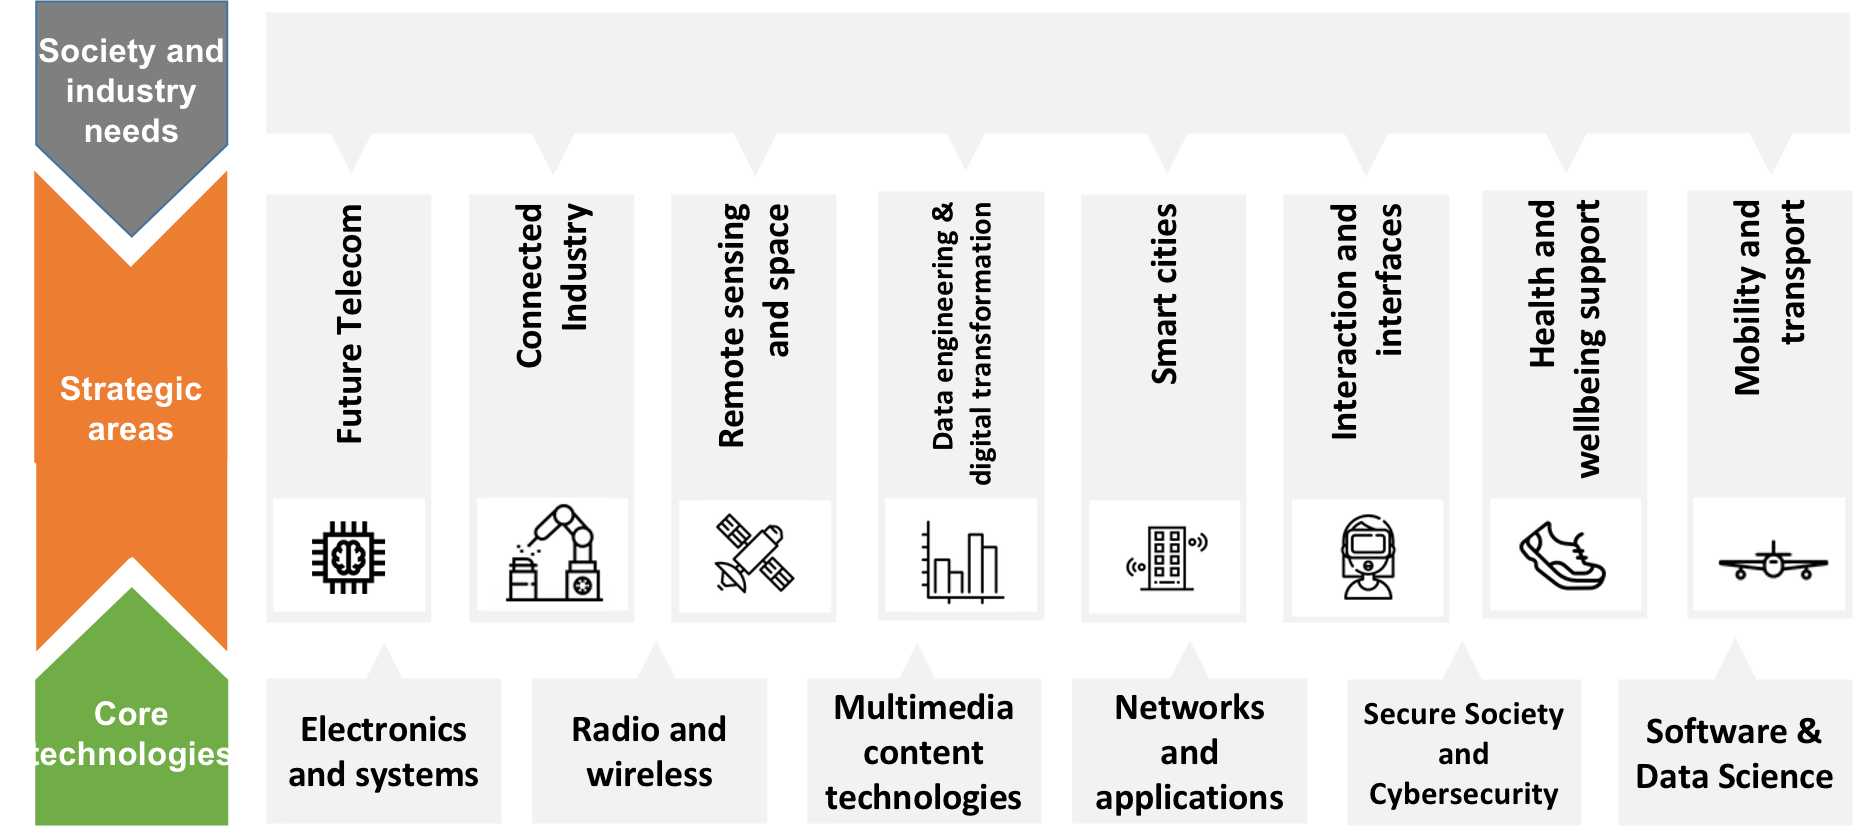 Society and
industry
needs
Strategic
areas
Future Telecom
Connected
Industry
Remote sensing
and space
Data engineering &
digital transformation
Smart cities
Interaction and
interfaces
Health and
wellbeing support
Mobility and
transport
Core
technologies
Electronics
and systems
Radio and
wireless
Multimedia
content
technologies
Networks
and
applications
Secure Society
and
Cybersecurity
Software &
Data Science